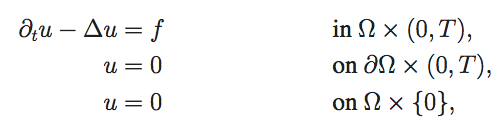 ∂ₜu − Δu = f in Ω × (0, T),
u = 0 on ∂Ω × (0, T),
u = 0 on Ω × {0},